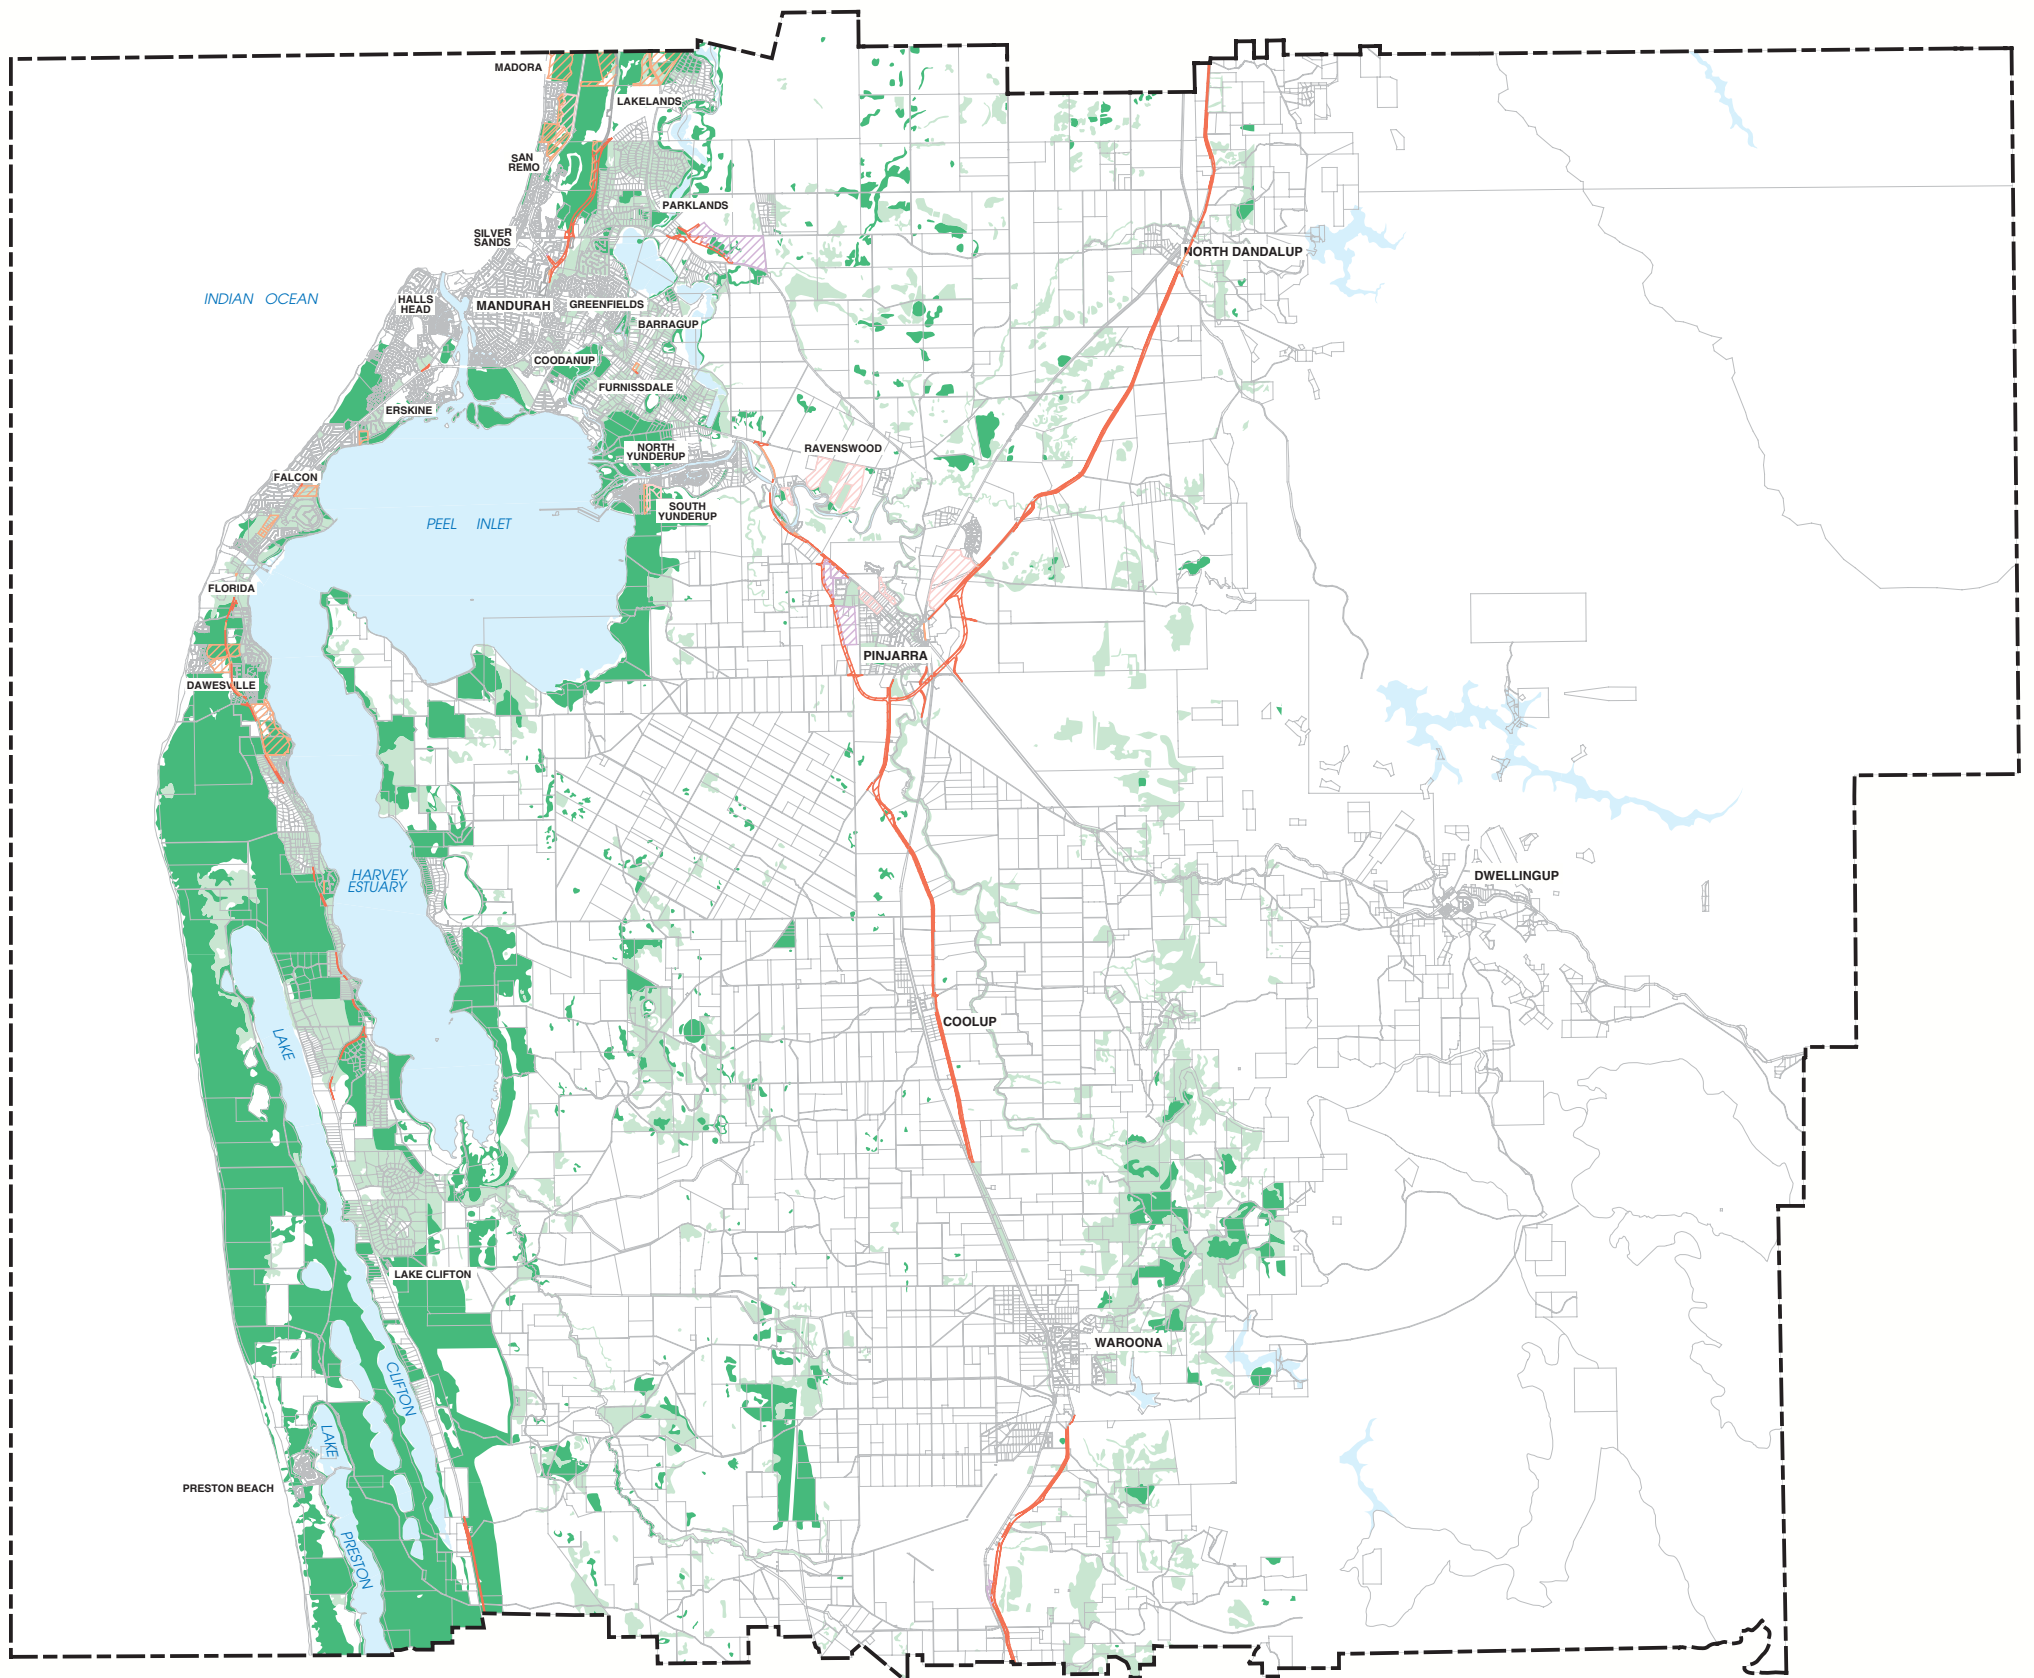 MADORA
LAKELANDS
SAN
REMO
PARKLANDS
SILVER
SANDS
NORTH DANDALUP
INDIAN OCEAN
HALLS
HEAD
MANDURAH
GREENFIELDS
BARRAGUP
COODANUP
FURNISSDALE
ERSKINE
NORTH
YUNDERUP
RAVENSWOOD
FALCON
SOUTH
YUNDERUP
PEEL INLET
FLORIDA
PINJARRA
DAWESVILLE
HARVEY
ESTUARY
DWELLINGUP
COOLUP
LAKE
LAKE CLIFTON
WAROONA
CLIFTON
LAKE
PRESTON BEACH
PRESTON